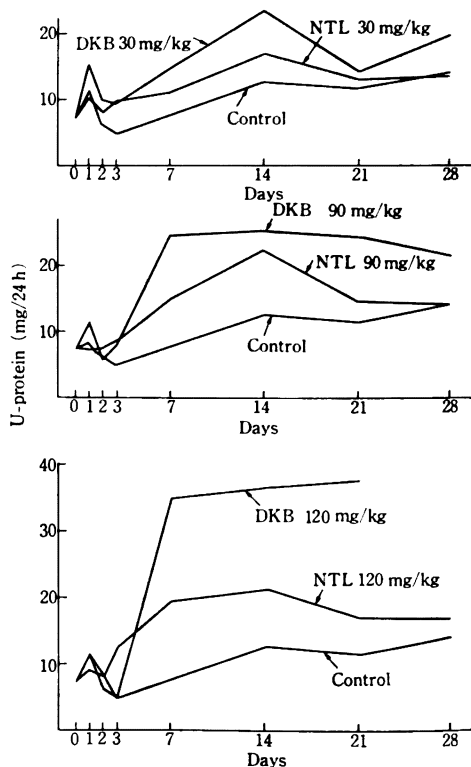 U-protein (mg/24 h)
20
10
DKB 30 mg/kg
NTL 30 mg/kg
Control
0 1 2 3 7 14 21 28
Days
20
10
DKB 90 mg/kg
NTL 90 mg/kg
Control
0 1 2 3 7 14 21 28
Days
40
30
20
10
DKB 120 mg/kg
NTL 120 mg/kg
Control
0 1 2 3 7 14 21 28
Days